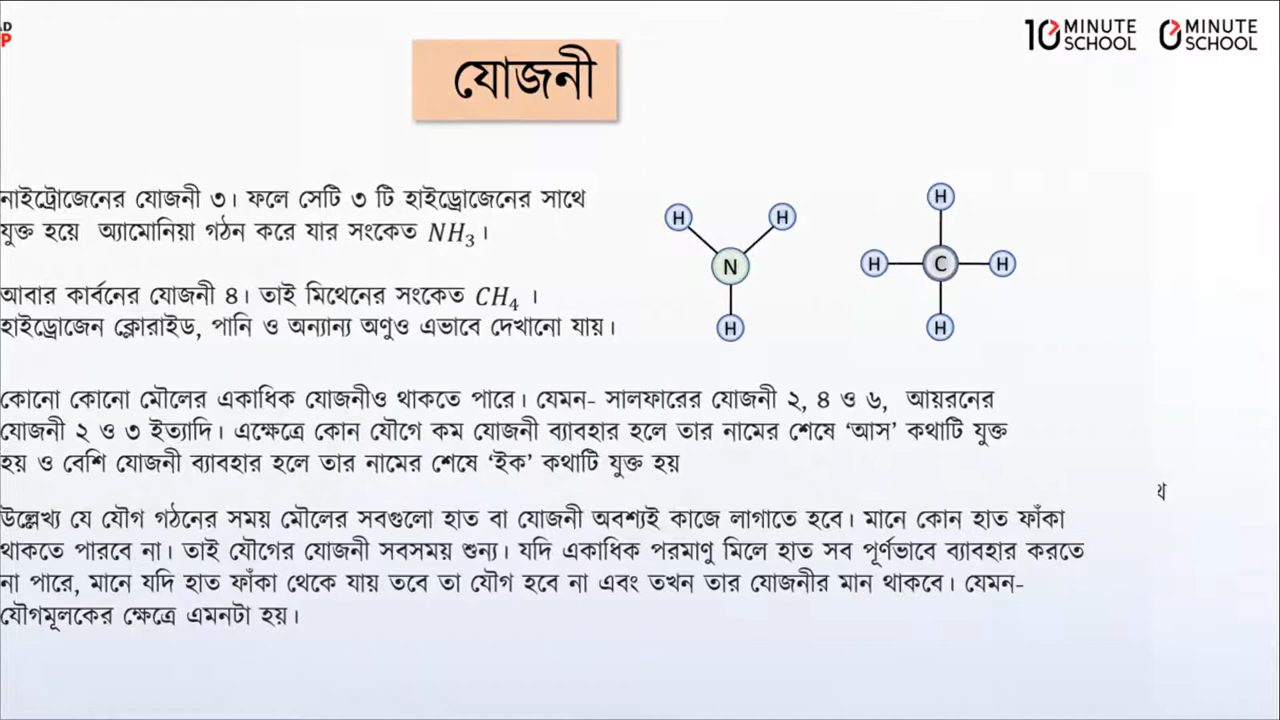 AD
P
10 MINUTE SCHOOL
MINUTE SCHOOL
যোজনী
নাইট্রোজেনের যোজনী ৩। ফলে সেটি ৩ টি হাইড্রোজেনের সাথে
যুক্ত হয়ে অ্যামোনিয়া গঠন করে যার সংকেত NH₃ ।
আবার কার্বনের যোজনী ৪। তাই মিথেনের সংকেত CH₄ ।
হাইড্রোজেন ক্লোরাইড, পানি ও অন্যান্য অণুও এভাবে দেখানো যায়।
H H
N
H
H
H C H
H
কোনো কোনো মৌলের একাধিক যোজনীও থাকতে পারে। যেমন- সালফারের যোজনী ২, ৪ ও ৬, আয়রনের
যোজনী ২ ও ৩ ইত্যাদি। এক্ষেত্রে কোন যৌগে কম যোজনী ব্যাবহার হলে তার নামের শেষে ‘আস’ কথাটি যুক্ত
হয় ও বেশি যোজনী ব্যাবহার হলে তার নামের শেষে ‘ইক’ কথাটি যুক্ত হয়
থ
উল্লেখ্য যে যৌগ গঠনের সময় মৌলের সবগুলো হাত বা যোজনী অবশ্যই কাজে লাগাতে হবে। মানে কোন হাত ফাঁকা
থাকতে পারবে না। তাই যৌগের যোজনী সবসময় শুন্য। যদি একাধিক পরমাণু মিলে হাত সব পূর্ণভাবে ব্যাবহার করতে
না পারে, মানে যদি হাত ফাঁকা থেকে যায় তবে তা যৌগ হবে না এবং তখন তার যোজনীর মান থাকবে। যেমন-
যৌগমূলকের ক্ষেত্রে এমনটা হয়।